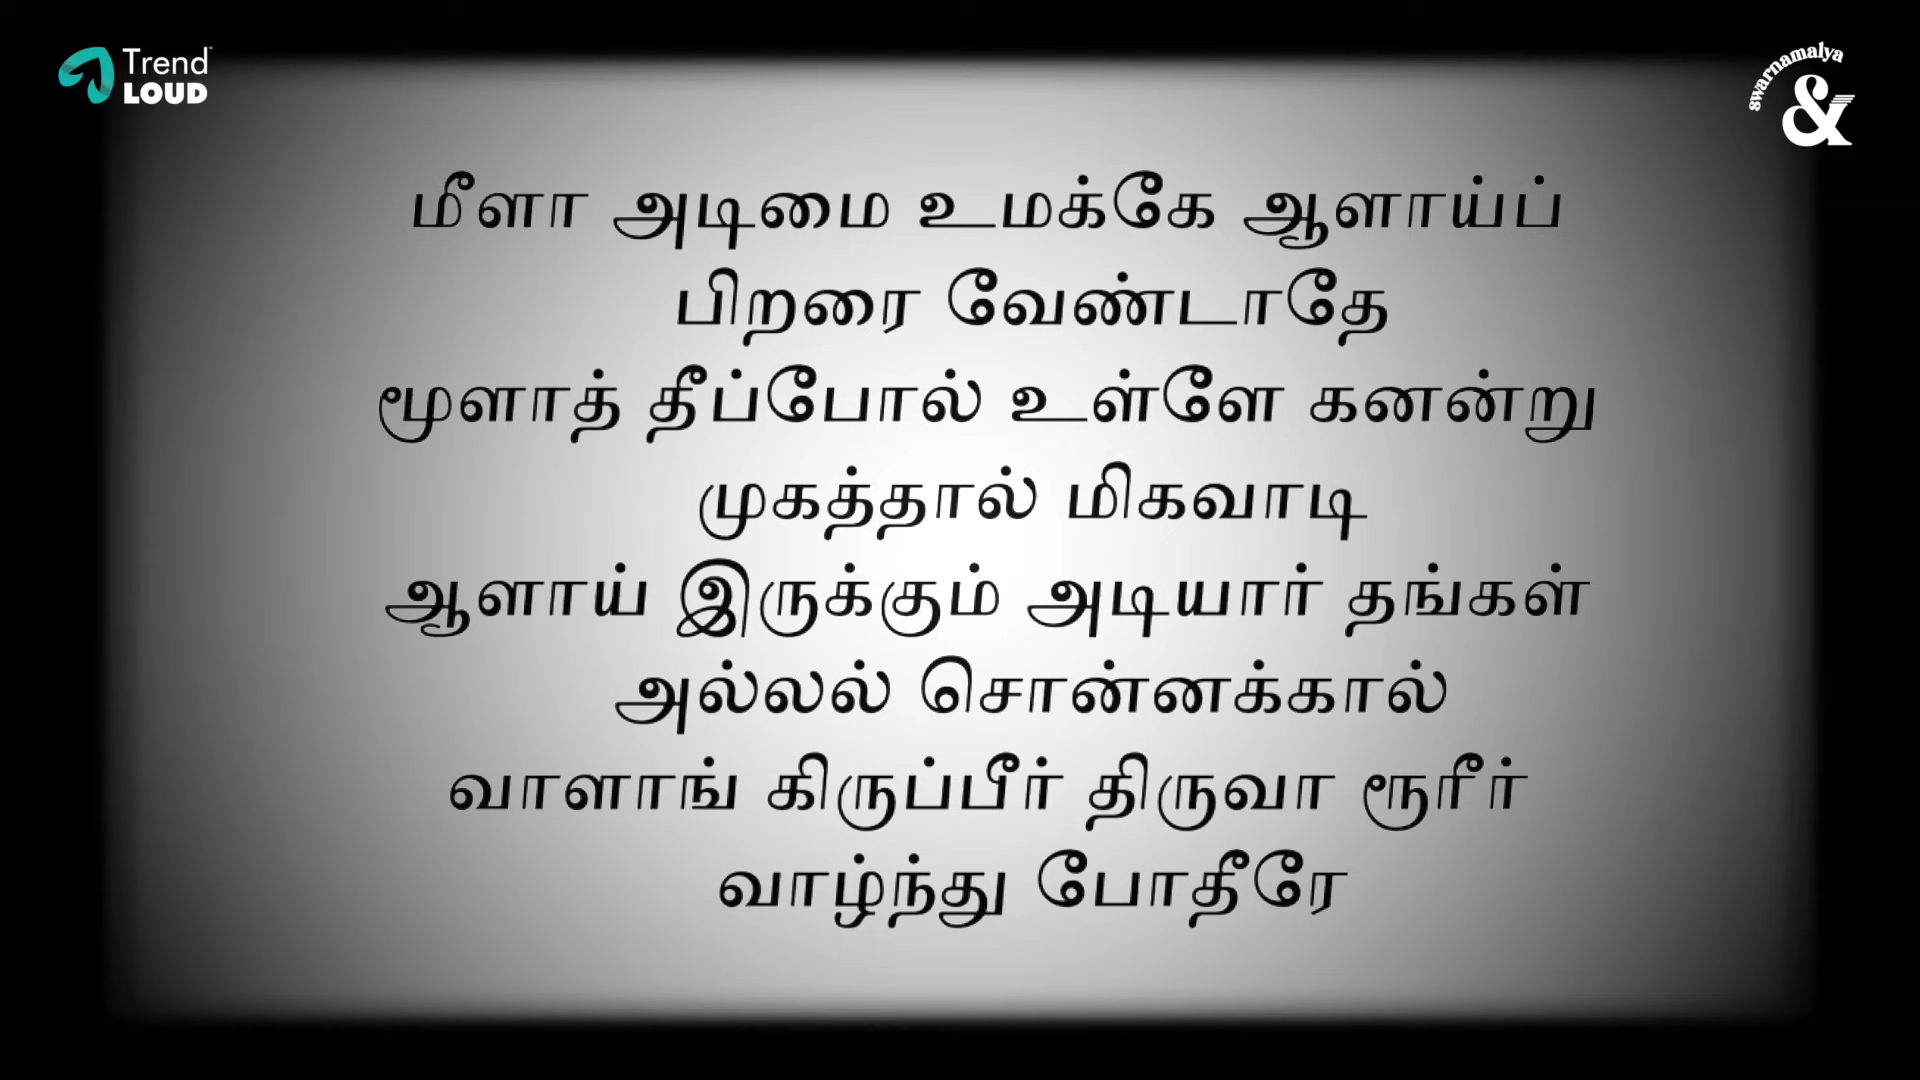 Trend
LOUD
swarnamalya
&
மீளா அடிமை உமக்கே ஆளாய்ப்
பிறரை வேண்டாதே
மூளாத் தீப்போல் உள்ளே கனன்று
முகத்தால் மிகவாடி
ஆளாய் இருக்கும் அடியார் தங்கள்
அல்லல் சொன்னக்கால்
வாளாங் கிருப்பீர் திருவா ரூரீர்
வாழ்ந்து போதீரே